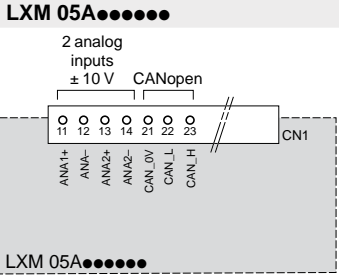 LXM 05A●●●●●●
2 analog
inputs
± 10 V CANopen
11 12 13 14 21 22 23
CN1
ANA1+
ANA–
ANA2+
ANA2–
CAN_0V
CAN_L
CAN_H
LXM 05A●●●●●●